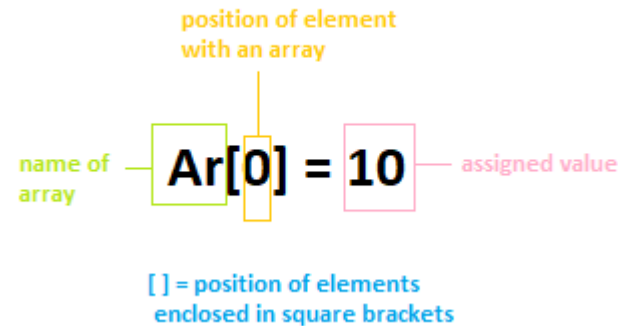 position of element
with an array
name of
array
Ar[0] = 10
assigned value
[ ] = position of elements
enclosed in square brackets